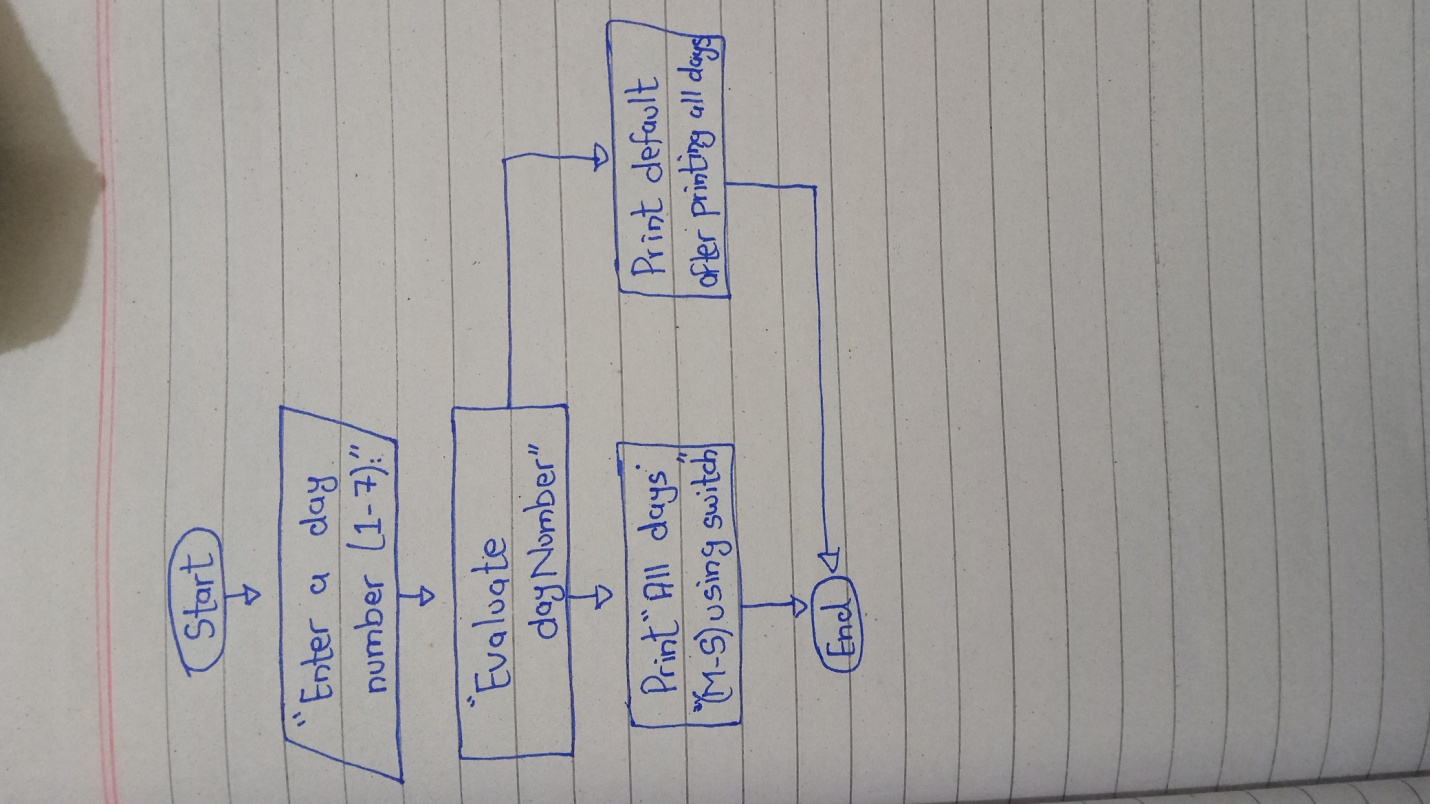 Start
"Enter a day
number (1-7):"
"Evaluate
dayNumber"
Print "All days"
"(M-S) using switch"
Print default
after printing all days
End